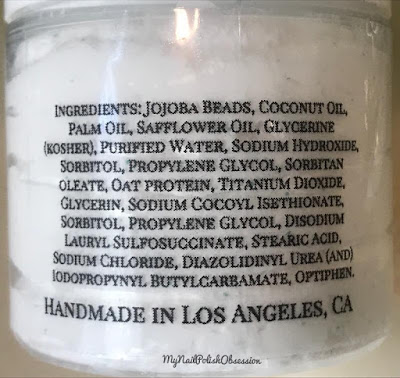 Ingredients: Jojoba Beads, Coconut Oil,
Palm Oil, Safflower Oil, Glycerine
(kosher), Purified Water, Sodium Hydroxide,
Sorbitol, Propylene Glycol, Sorbitan
oleate, Oat protein, Titanium Dioxide,
Glycerin, Sodium Cocoyl Isethionate,
Sorbitol, Propylene Glycol, Disodium
Lauryl Sulfosuccinate, Stearic Acid,
Sodium Chloride, Diazolidinyl Urea (and)
Iodopropynyl Butylcarbamate, Optiphen.
Handmade in Los Angeles, CA
MyNailPolishObsession